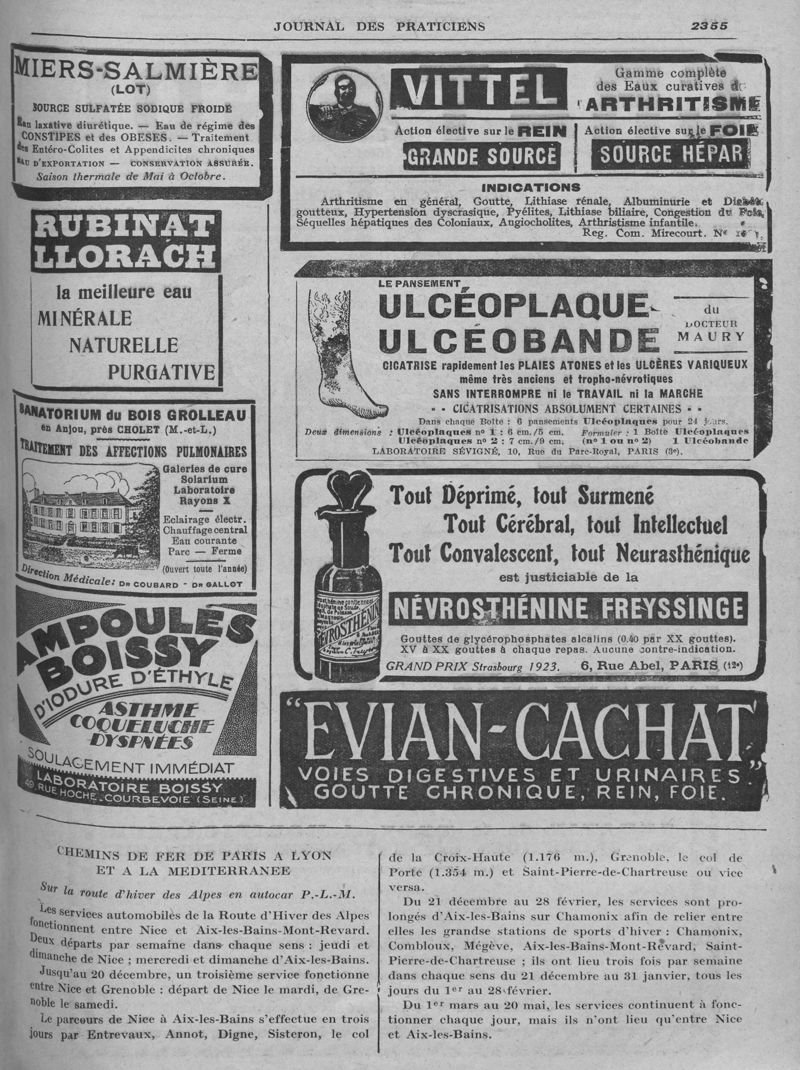 JOURNAL DES PRATICIENS
2355
MIERS-SALMIÈRE
(LOT)
SOURCE SULFATÉE SODIQUE FROIDE
Eau laxative diurétique. — Eau de régime des
CONSTIPES et des OBESES. — Traitement
des Entéro-Colites et Appendicites chroniques
EAU D'EXPORTATION — CONSERVATION ASSURÉE.
Saison thermale de Mai à Octobre.
VITTEL
Gamme complète
des Eaux curatives de
l'ARTHRITISME
Action élective sur le REIN
GRANDE SOURCE
Action élective sur le FOIE
SOURCE HÉPAR
INDICATIONS
Arthritisme en général, Goutte, Lithiase rénale, Albuminurie et Diabète
goutteux, Hypertension dyscrasique, Pyélites, Lithiase biliaire, Congestion du Foie,
Séquelles hépatiques des Coloniaux, Angiocholites, Arthristisme infantile.
Reg. Com. Mirecourt. N°
RUBINAT
LLORACH
la meilleure eau
MINÉRALE
NATURELLE
PURGATIVE
LE PANSEMENT
ULCÉOPLAQUE
ULCÉOBANDE
du
DOCTEUR
MAURY
CICATRISE rapidement les PLAIES ATONES et les ULCÈRES VARIQUEUX
même très anciens et tropho-névrotiques
SANS INTERROMPRE ni le TRAVAIL ni la MARCHE
- - CICATRISATIONS ABSOLUMENT CERTAINES - -
Dans chaque Boîte : 6 pansements Ulcéoplaques pour 24 jours.
Deux dimensions : Ulcéoplaques n° 1 : 6 cm./5 cm. Formuler : 1 Boîte Ulcéoplaques
Ulcéoplaques n° 2 : 7 cm./9 cm. (n° 1 ou n° 2) 1 Ulcéobande
LABORATOIRE SÉVIGNÉ, 10, Rue du Parc-Royal, PARIS (3e).
SANATORIUM du BOIS GROLLEAU
en Anjou, près CHOLET (M.-et-L.)
TRAITEMENT DES AFFECTIONS PULMONAIRES
Galeries de cure
Solarium
Laboratoire
Rayons X
Eclairage électr.
Chauffage central
Eau courante
Parc — Ferme
(Ouvert toute l'année)
Direction Médicale : Dr COUBARD - Dr GALLOT
Tout Déprimé, tout Surmené
Tout Cérébral, tout Intellectuel
Tout Convalescent, tout Neurasthénique
est justiciable de la
NÉVROSTHÉNINE FREYSSINGE
Gouttes de glycérophosphates alcalins (0.40 par XX gouttes).
XV à XX gouttes à chaque repas. Aucune contre-indication.
GRAND PRIX Strasbourg 1923. 6, Rue Abel, PARIS (12e)
AMPOULES
BOISSY
D'IODURE D'ÉTHYLE
ASTHME
COQUELUCHE
DYSPNÉES
SOULAGEMENT IMMÉDIAT
LABORATOIRE BOISSY
49, RUE HOCHE - COURBEVOIE (SEINE)
"EVIAN-CACHAT"
VOIES DIGESTIVES ET URINAIRES
GOUTTE CHRONIQUE, REIN, FOIE.
CHEMINS DE FER DE PARIS A LYON
ET A LA MEDITERRANEE
Sur la route d'hiver des Alpes en autocar P.-L.-M.
Les services automobiles de la Route d'Hiver des Alpes
fonctionnent entre Nice et Aix-les-Bains-Mont-Revard.
Deux départs par semaine dans chaque sens : jeudi et
dimanche de Nice ; mercredi et dimanche d'Aix-les-Bains.
Jusqu'au 20 décembre, un troisième service fonctionne
entre Nice et Grenoble : départ de Nice le mardi, de Gre-
noble le samedi.
Le parcours de Nice à Aix-les-Bains s'effectue en trois
jours par Entrevaux, Annot, Digne, Sisteron, le col
de la Croix-Haute (1.176 m.), Grenoble, le col de
Porte (1.354 m.) et Saint-Pierre-de-Chartreuse ou vice
versa.
Du 21 décembre au 28 février, les services sont pro-
longés d'Aix-les-Bains sur Chamonix afin de relier entre
elles les grandse stations de sports d'hiver : Chamonix,
Combloux, Mégève, Aix-les-Bains-Mont-Revard, Saint-
Pierre-de-Chartreuse ; ils ont lieu trois fois par semaine
dans chaque sens du 21 décembre au 31 janvier, tous les
jours du 1er au 28 février.
Du 1er mars au 20 mai, les services continuent à fonc-
tionner chaque jour, mais ils n'ont lieu qu'entre Nice
et Aix-les-Bains.